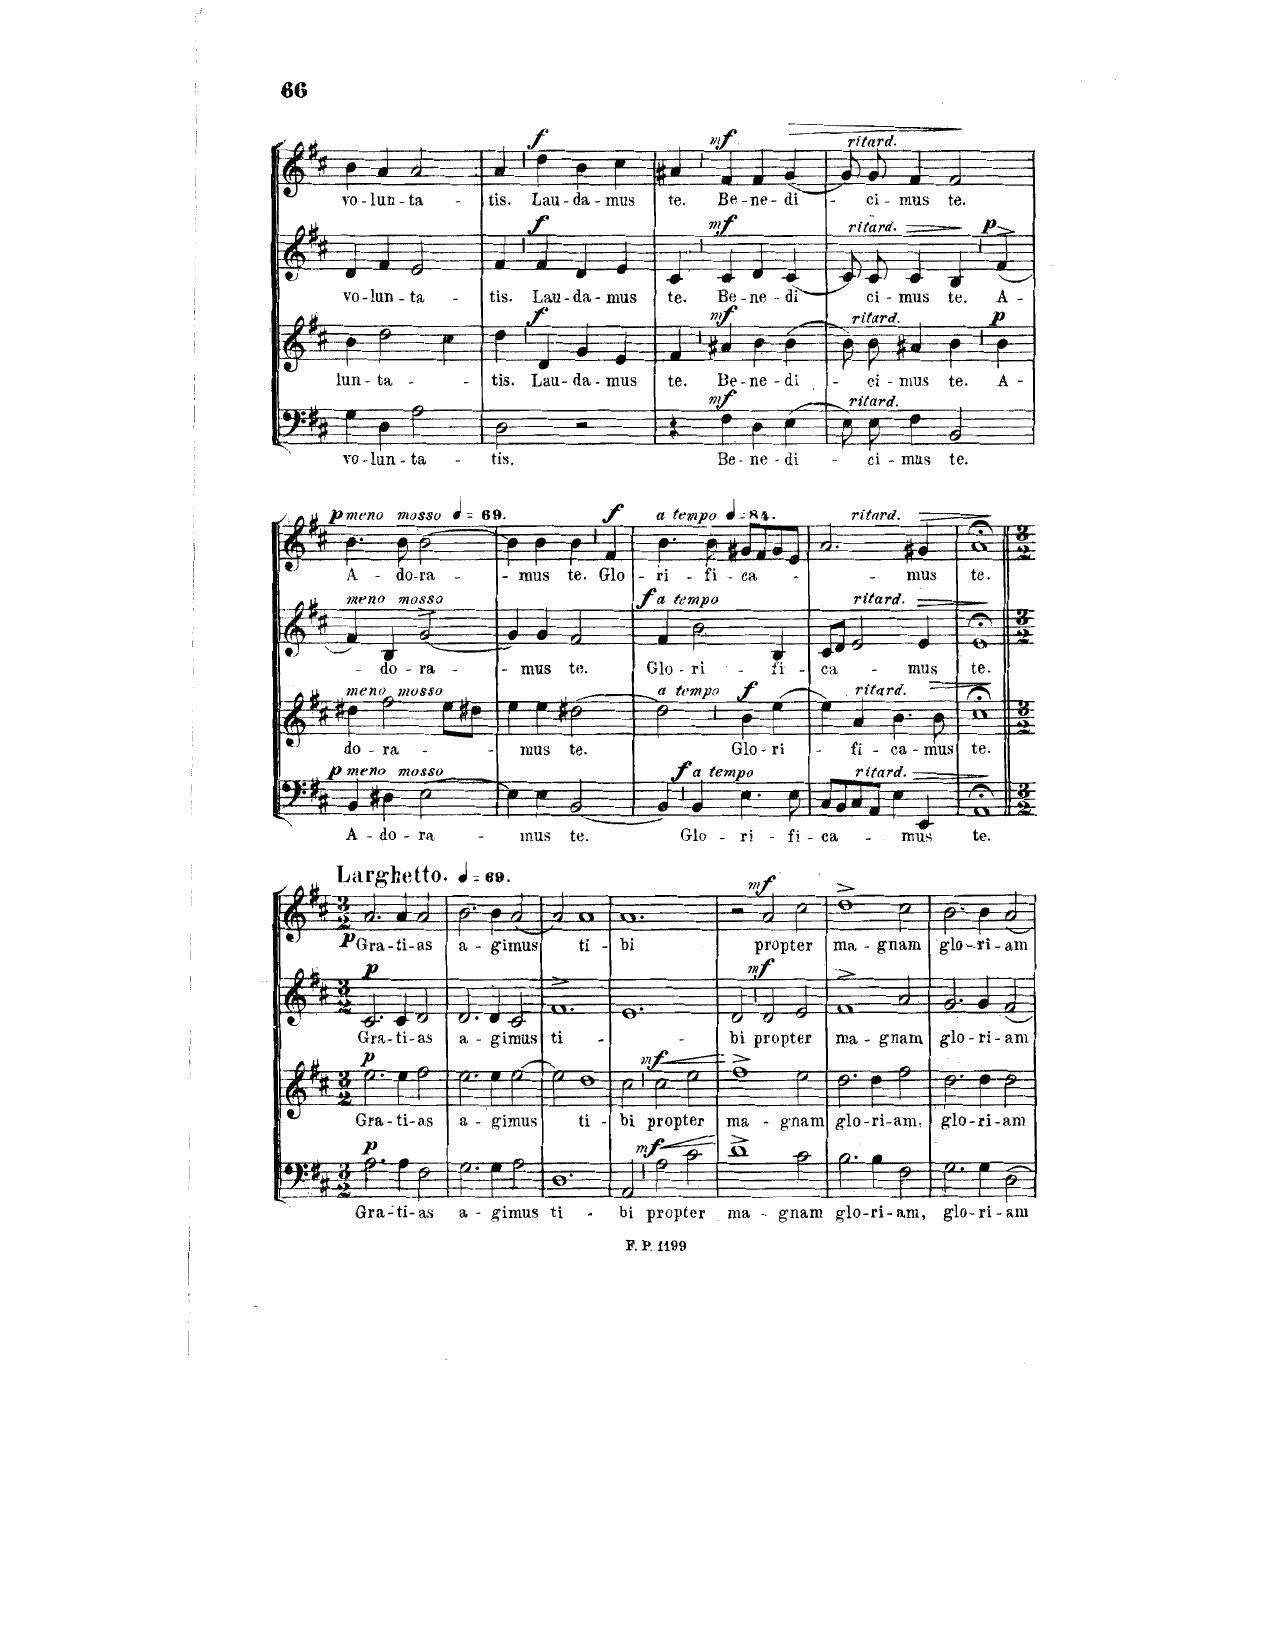 66
f mf ritard.
vo-lun-ta - tis. Lau-da-mus te. Be-ne-di - ci-mus te.
f mf ritard. p
vo-lun-ta - tis. Lau-da-mus te. Be-ne-di ci-mus te. A-
f mf ritard. p
lun-ta - - tis. Lau-da-mus te. Be-ne-di - ci-mus te. A-
mf ritard.
vo-lun-ta - tis. Be-ne-di - ci-mus te.
p meno mosso ♩= 69. f a tempo ♩=84. ritard.
A - do-ra - - mus te. Glo - ri - fi - ca - - - mus te.
meno mosso f a tempo ritard.
- do-ra - - mus te. Glo-ri - fi - ca - mus te.
meno mosso a tempo f ritard.
do-ra - - mus te. Glo-ri - fi-ca-mus te.
p meno mosso f a tempo ritard.
A-do-ra - mus te. Glo - ri - fi-ca - mus te.
Larghetto. ♩= 69.
3 2 mf
p Gra-ti-as a-gimus ti-bi propter ma-gnam glo-ri-am
p 3 2 mf
Gra-ti-as a-gimus ti - - bi propter ma-gnam glo-ri-am
p 3 2 mf
Gra-ti-as a-gimus ti-bi propter ma-gnam glo-ri-am, glo-ri-am
p 3 2 mf
Gra-ti-as a-gimus ti - bi propter ma-gnam glo-ri-am, glo-ri-am
F. P. 1199